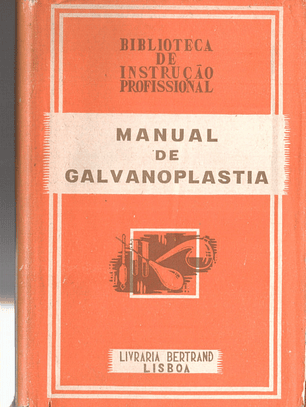 BIBLIOTECA
DE
INSTRUÇÃO
PROFISSIONAL
MANUAL
DE
GALVANOPLASTIA
LIVRARIA BERTRAND
LISBOA